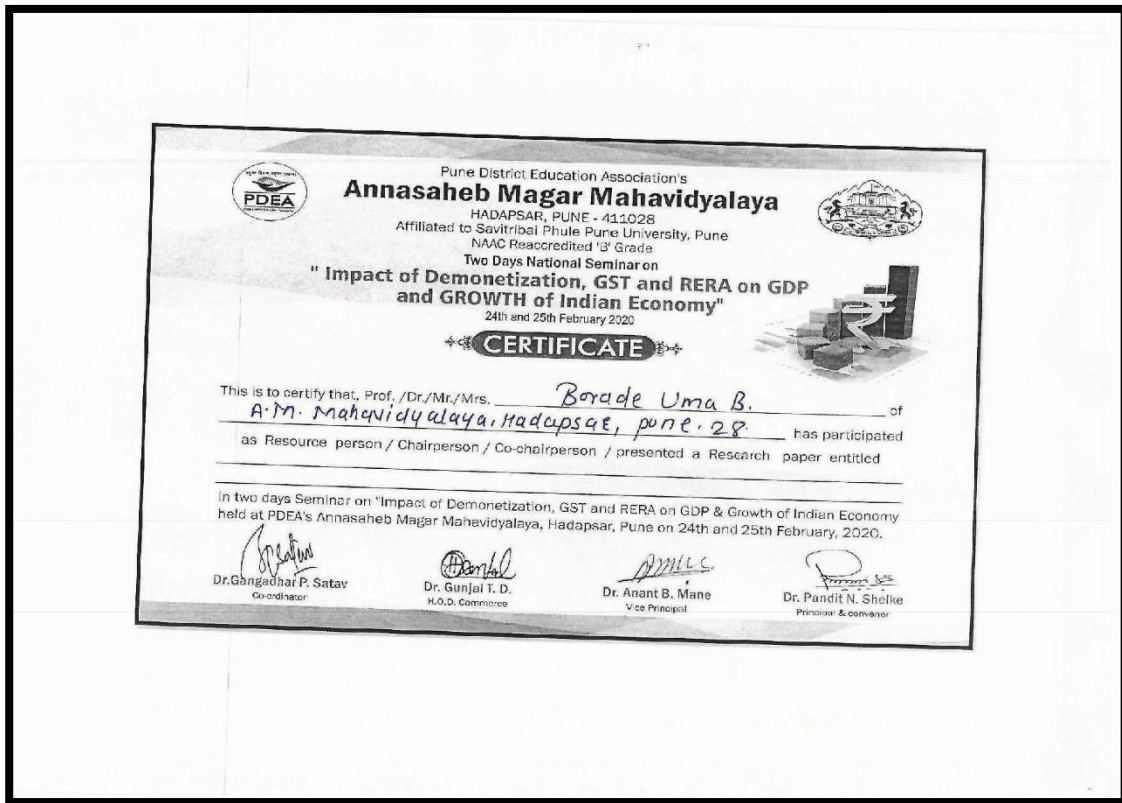 Pune District Education Association's
PDEA
Annasaheb Magar Mahavidyalaya
HADAPSAR, PUNE - 411028
Affiliated to Savitribai Phule Pune University, Pune
NAAC Reaccredited 'B' Grade
Two Days National Seminar on
" Impact of Demonetization, GST and RERA on GDP
and GROWTH of Indian Economy"
24th and 25th February 2020
CERTIFICATE
This is to certify that, Prof. /Dr./Mr./Mrs. Borade Uma B. of
A.M. Mahavidyalaya, Hadapsar, pune. 28. has participated
as Resource person / Chairperson / Co-chairperson / presented a Research paper entitled
in two days Seminar on "Impact of Demonetization, GST and RERA on GDP & Growth of Indian Economy
held at PDEA's Annasaheb Magar Mahavidyalaya, Hadapsar, Pune on 24th and 25th February, 2020.
Dr.Gangadhar P. Satav Dr. Gunjal T. D. Dr. Anant B. Mane Dr. Pandit N. Shelke
Co-ordinator H.O.D. Commerce Vice Principal Principal & convener